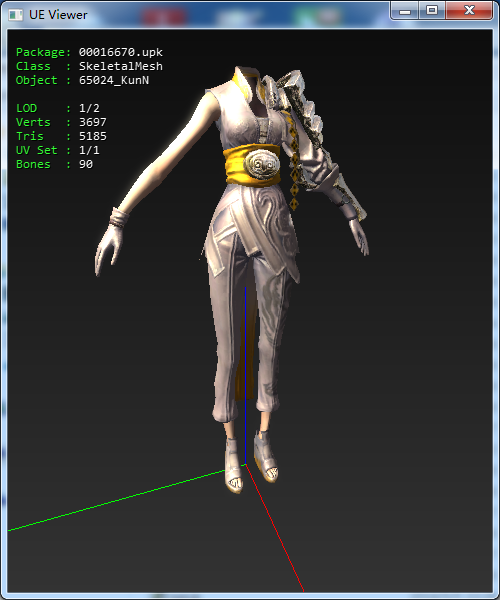 UE Viewer
Package: 00016670.upk
Class : SkeletalMesh
Object : 65024_KunN
LOD : 1/2
Verts : 3697
Tris : 5185
UV Set : 1/1
Bones : 90